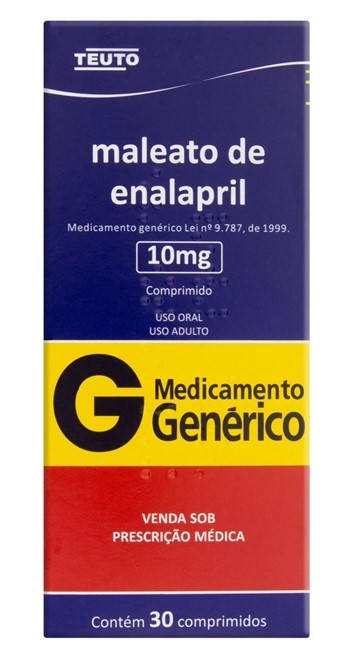 TEUTO
maleato de
enalapril
Medicamento genérico Lei nº 9.787, de 1999.
10mg
Comprimido
USO ORAL
USO ADULTO
G Medicamento
Genérico
VENDA SOB
PRESCRIÇÃO MÉDICA
Contém 30 comprimidos